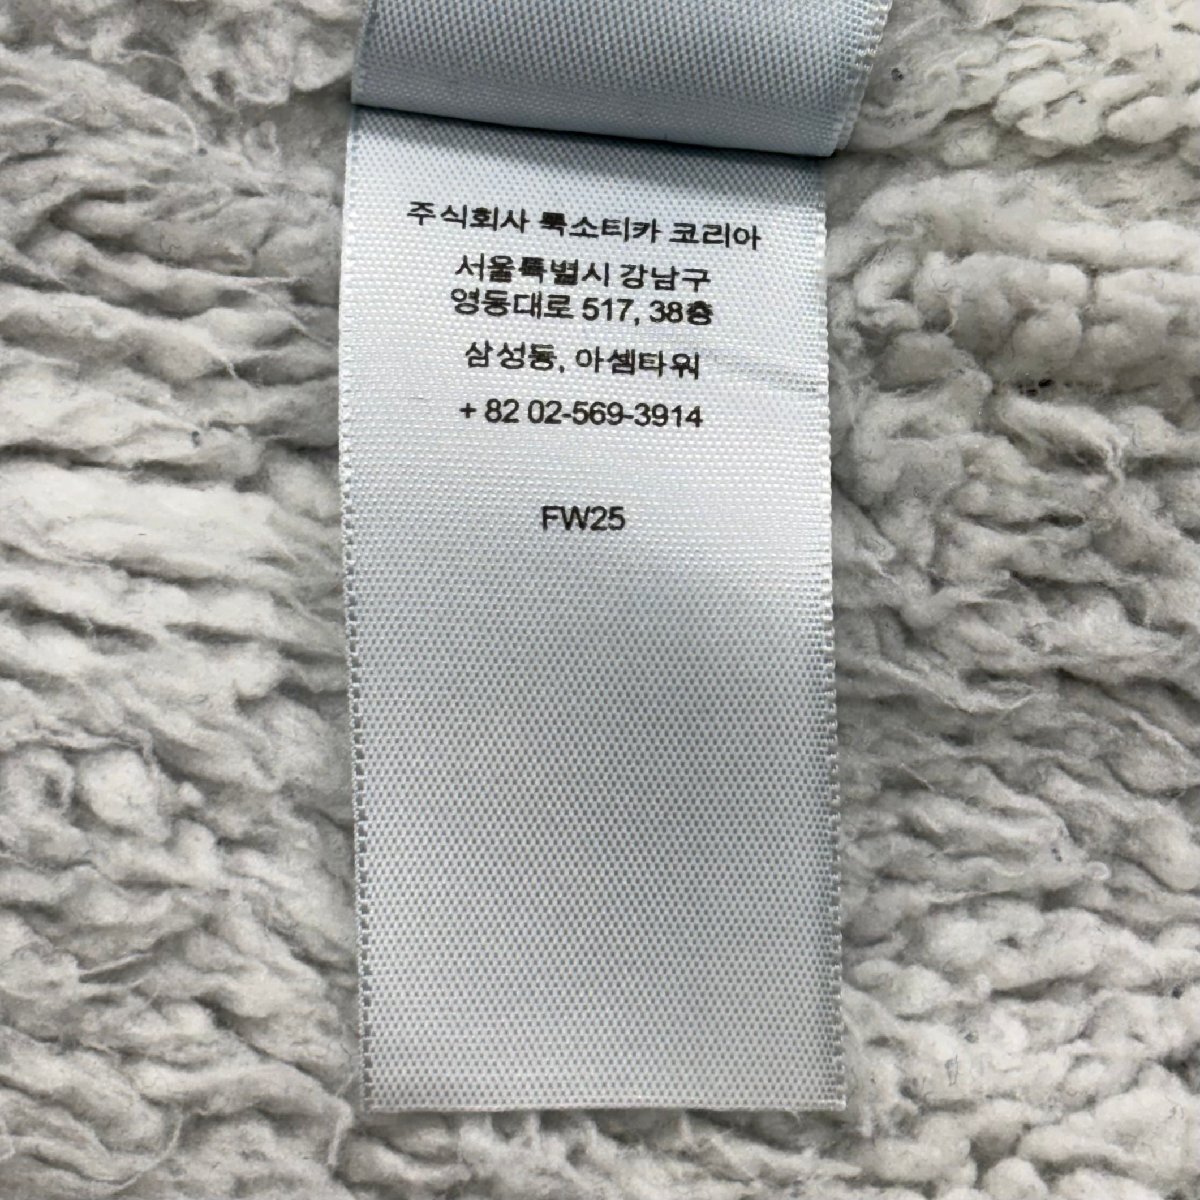 주식회사 룩소티카 코리아
서울특별시 강남구
영동대로 517, 38층
삼성동, 아셈타워
+ 82 02-569-3914
FW25